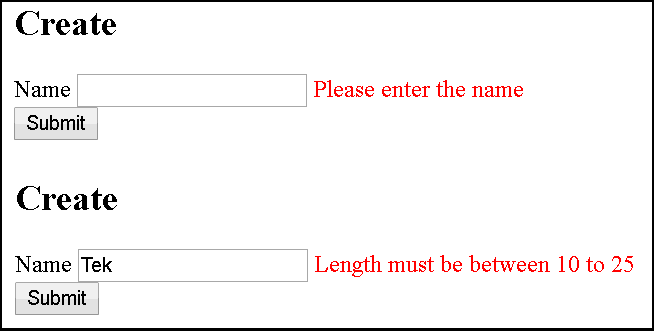 Create
Name Please enter the name
Submit
Create
Name Tek Length must be between 10 to 25
Submit